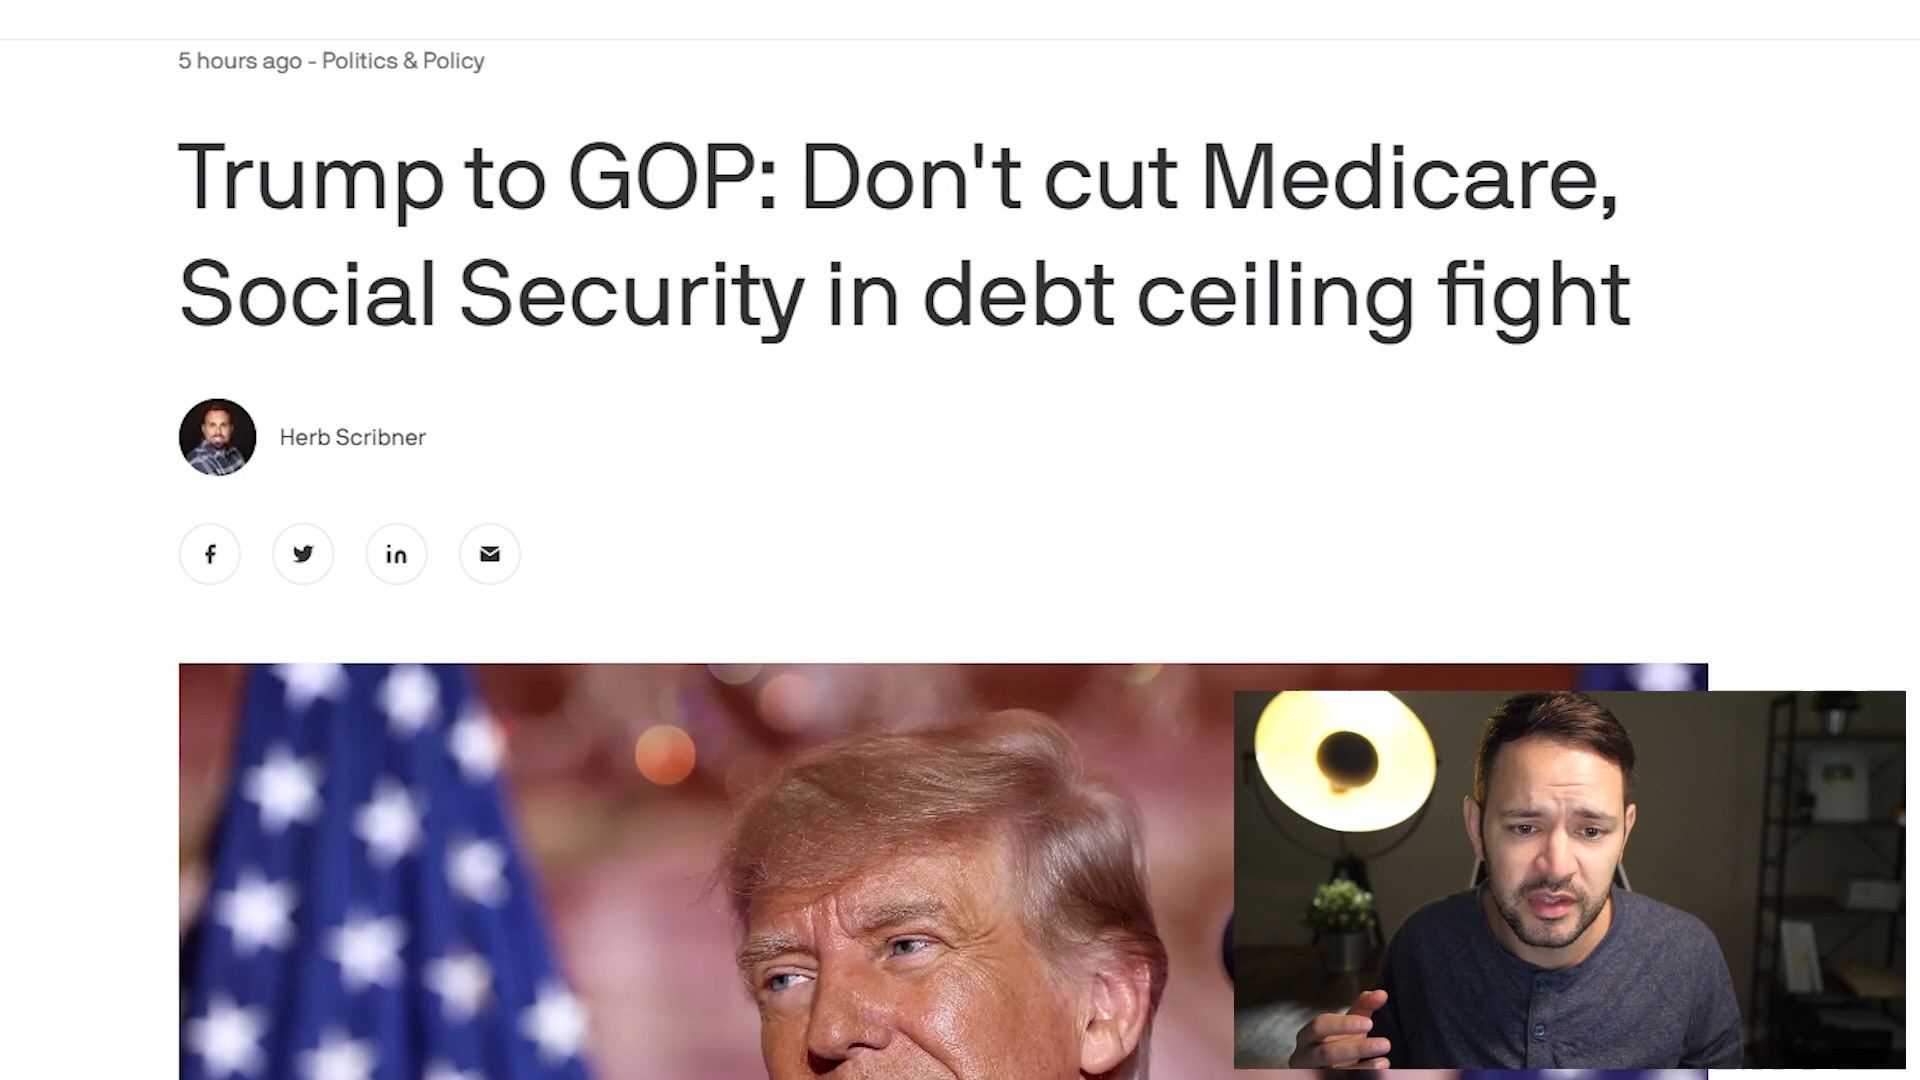 5 hours ago - Politics & Policy
Trump to GOP: Don't cut Medicare,
Social Security in debt ceiling fight
Herb Scribner